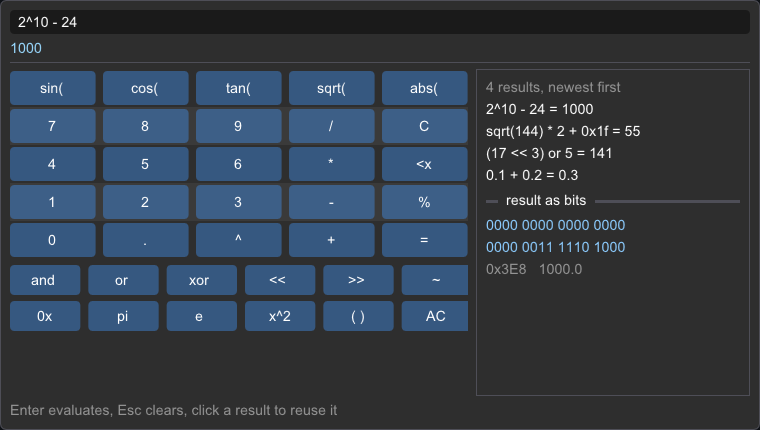 2^10 - 24
1000
sin( cos( tan( sqrt( abs(
7 8 9 / C
4 5 6 * <x
1 2 3 - %
0 . ^ + =
and or xor << >> ~
0x pi e x^2 ( ) AC
4 results, newest first
2^10 - 24 = 1000
sqrt(144) * 2 + 0x1f = 55
(17 << 3) or 5 = 141
0.1 + 0.2 = 0.3
result as bits
0000 0000 0000 0000
0000 0011 1110 1000
0x3E8 1000.0
Enter evaluates, Esc clears, click a result to reuse it